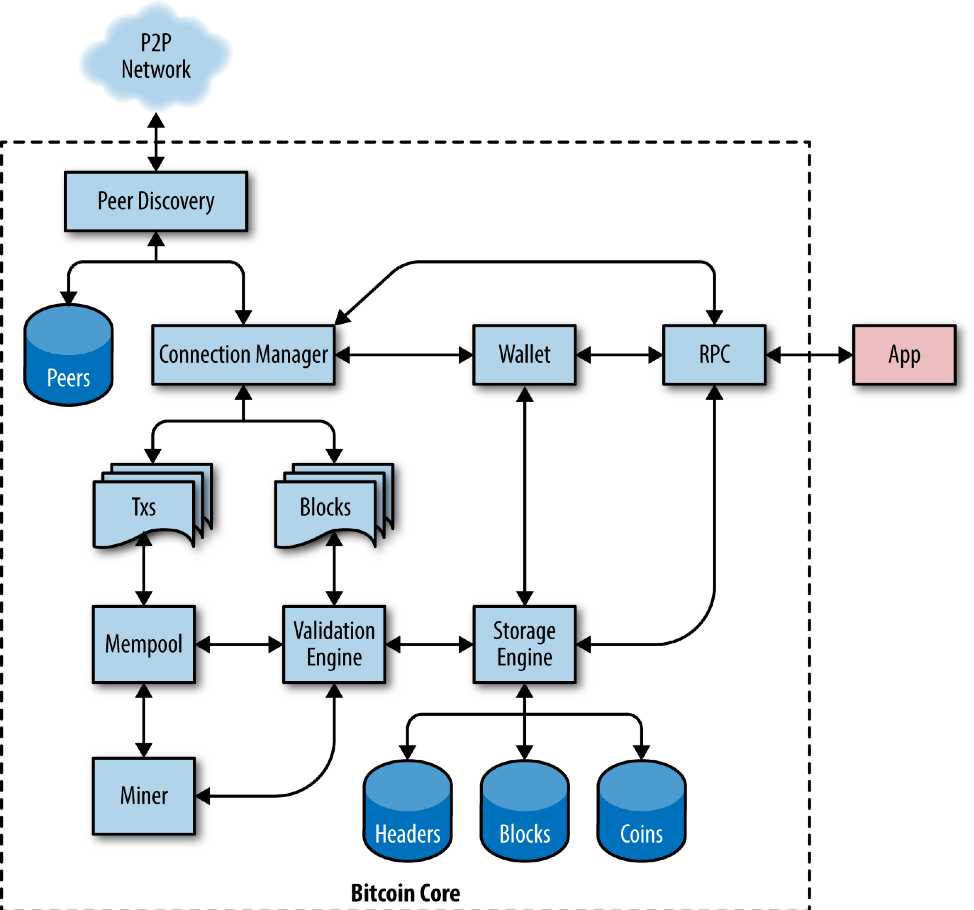 P2P
Network
Peer Discovery
Peers
Connection Manager
Wallet
RPC
App
Txs
Blocks
Mempool
Validation
Engine
Storage
Engine
Miner
Headers
Blocks
Coins
Bitcoin Core